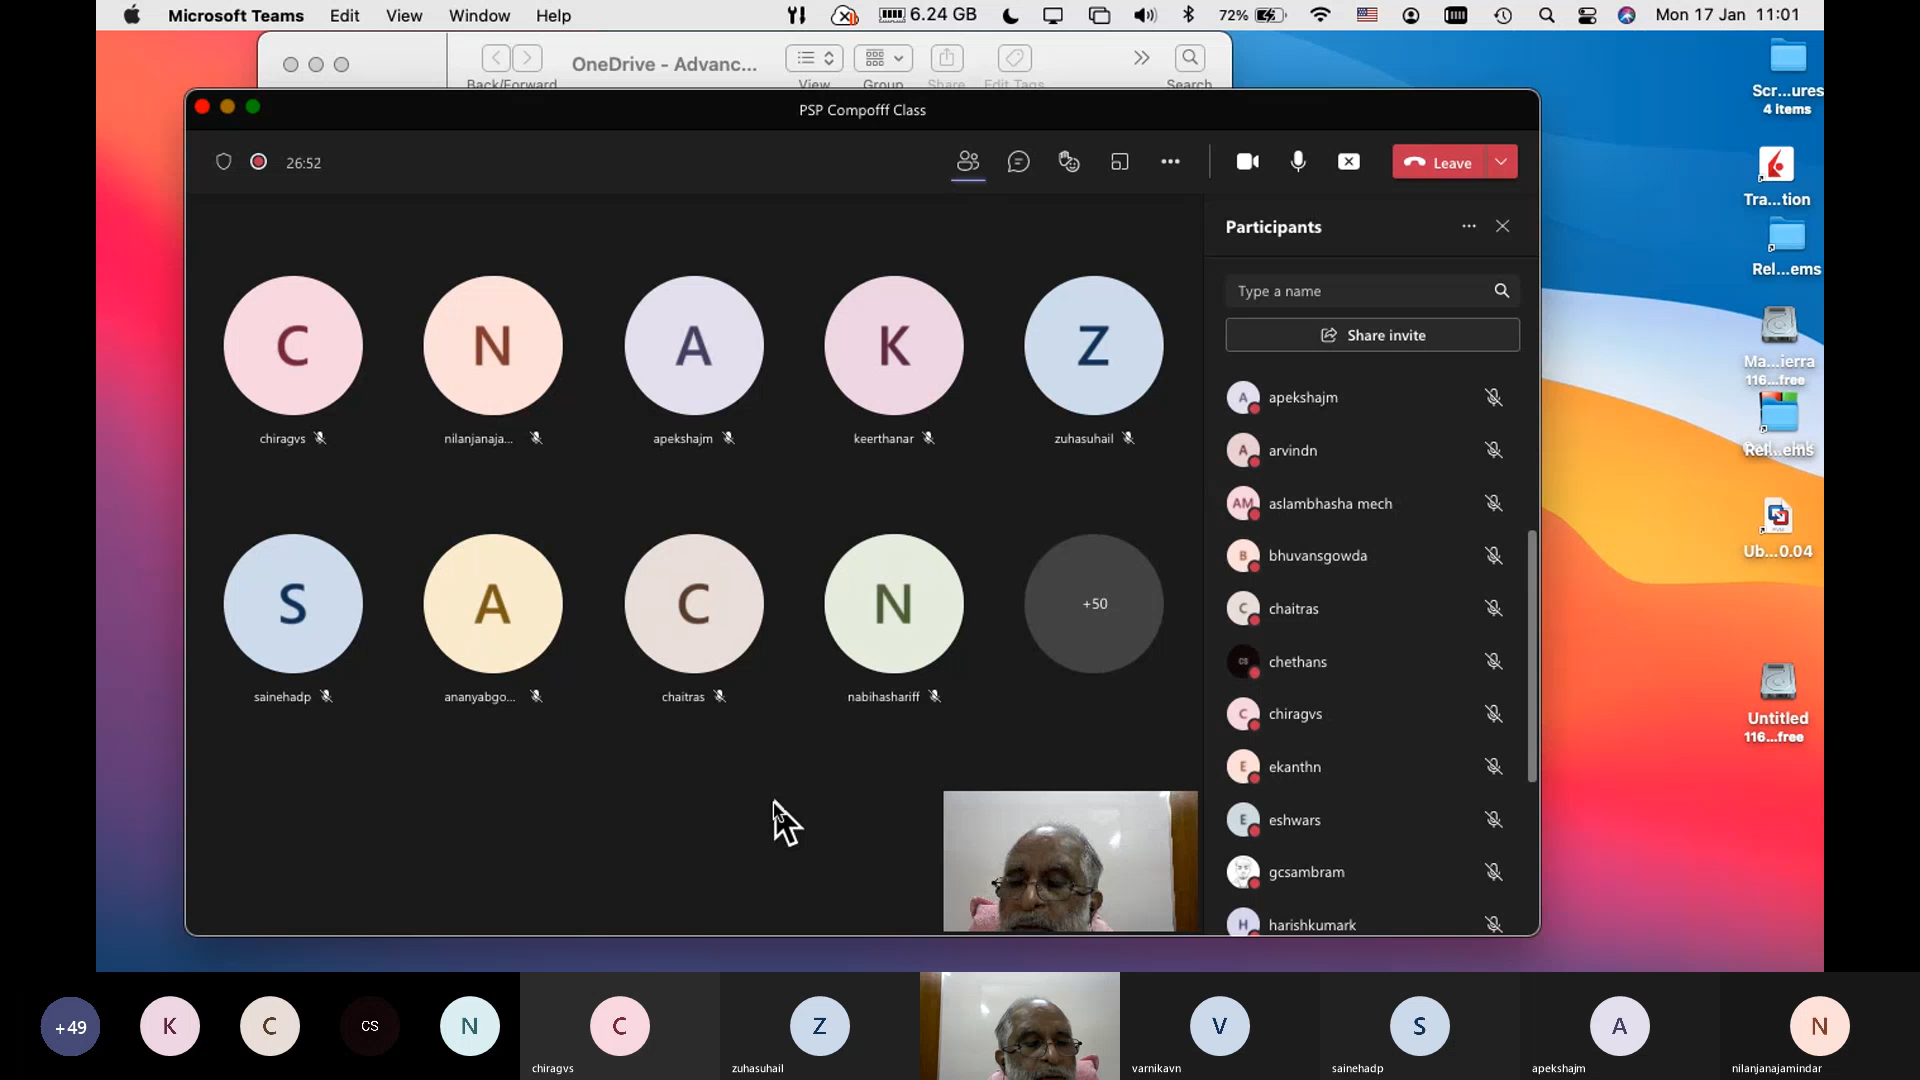 Microsoft Teams Edit View Window Help 6.24 GB 72% Mon 17 Jan 11:01
OneDrive - Advanc...
Back/Forward View Group Share Edit Tags Search
PSP Compofff Class
26:52
Leave
Participants
Type a name
Share invite
C N A K Z
chiragvs nilanjanaja... apekshajm keerthanar zuhasuhail
S A C N +50
sainehadp ananyabgo... chaitras nabihashariff
A apekshajm
A arvindn
AM aslambhasha mech
B bhuvansgowda
C chaitras
CS chethans
C chiragvs
E ekanthn
E eshwars
gcsambram
H harishkumark
Scr...ures
4 items
Tra...tion
Rel...ems
Ma...ierra
116...free
Rel...ems
Ub...0.04
Untitled
116...free
+49 K C CS N C Z V S A N
chiragvs zuhasuhail varnikavn sainehadp apekshajm nilanjanajamindar